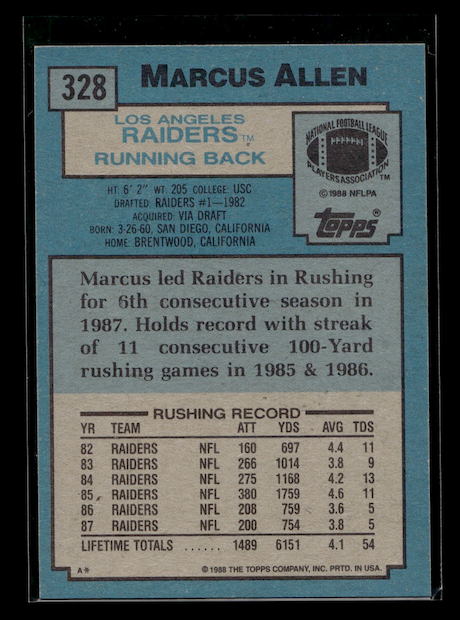 328
MARCUS ALLEN
LOS ANGELES
RAIDERS™
RUNNING BACK
NATIONAL FOOTBALL LEAGUE
PLAYERS ASSOCIATION™
©1988 NFLPA
topps®
HT: 6' 2" WT: 205 COLLEGE: USC
DRAFTED: RAIDERS #1—1982
ACQUIRED: VIA DRAFT
BORN: 3-26-60, SAN DIEGO, CALIFORNIA
HOME: BRENTWOOD, CALIFORNIA
Marcus led Raiders in Rushing
for 6th consecutive season in
1987. Holds record with streak
of 11 consecutive 100-Yard
rushing games in 1985 & 1986.
RUSHING RECORD
YR TEAM ATT YDS AVG TDS
82 RAIDERS NFL 160 697 4.4 11
83 RAIDERS NFL 266 1014 3.8 9
84 RAIDERS NFL 275 1168 4.2 13
85 RAIDERS NFL 380 1759 4.6 11
86 RAIDERS NFL 208 759 3.6 5
87 RAIDERS NFL 200 754 3.8 5
LIFETIME TOTALS ...... 1489 6151 4.1 54
A* ©1988 THE TOPPS COMPANY, INC. PRTD. IN USA.